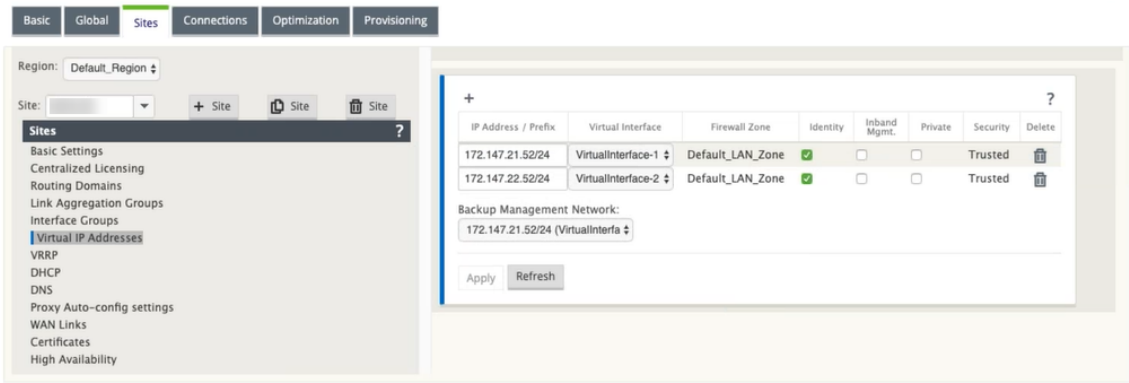 Basic Global Sites Connections Optimization Provisioning
Region: Default_Region
Site: + Site Site Site
Sites ?
Basic Settings
Centralized Licensing
Routing Domains
Link Aggregation Groups
Interface Groups
Virtual IP Addresses
VRRP
DHCP
DNS
Proxy Auto-config settings
WAN Links
Certificates
High Availability
+ ?
IP Address / Prefix Virtual Interface Firewall Zone Identity Inband Mgmt. Private Security Delete
172.147.21.52/24 VirtualInterface-1 Default_LAN_Zone Trusted
172.147.22.52/24 VirtualInterface-2 Default_LAN_Zone Trusted
Backup Management Network:
172.147.21.52/24 (VirtualInterfa
Apply Refresh